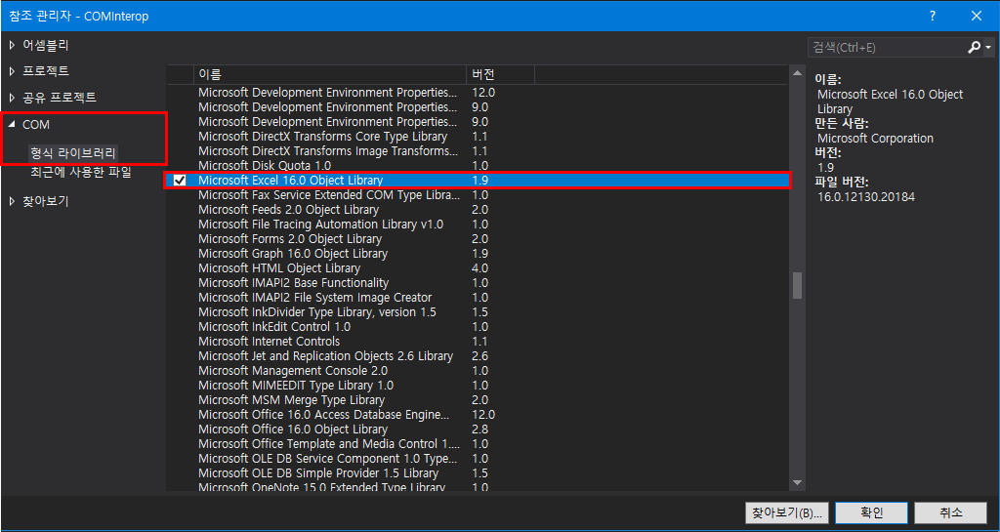 참조 관리자 - COMInterop
?
어셈블리
프로젝트
공유 프로젝트
COM
형식 라이브러리
최근에 사용한 파일
찾아보기
이름 버전
Microsoft Development Environment Properties... 12.0
Microsoft Development Environment Properties... 9.0
Microsoft Development Environment Properties... 9.0
Microsoft DirectX Transforms Core Type Library 1.1
Microsoft DirectX Transforms Image Transforms... 1.1
Microsoft Disk Quota 1.0 1.0
Microsoft Excel 16.0 Object Library 1.9
Microsoft Fax Service Extended COM Type Libra... 1.0
Microsoft Feeds 2.0 Object Library 2.0
Microsoft File Tracing Automation Library v1.0 1.0
Microsoft Forms 2.0 Object Library 2.0
Microsoft Graph 16.0 Object Library 1.9
Microsoft HTML Object Library 4.0
Microsoft IMAPI2 Base Functionality 1.0
Microsoft IMAPI2 File System Image Creator 1.0
Microsoft InkDivider Type Library, version 1.5 1.5
Microsoft InkEdit Control 1.0 1.0
Microsoft Internet Controls 1.1
Microsoft Jet and Replication Objects 2.6 Library 2.6
Microsoft Management Console 2.0 1.0
Microsoft MIMEEDIT Type Library 1.0 1.0
Microsoft MSM Merge Type Library 2.0
Microsoft Office 16.0 Access Database Engine... 12.0
Microsoft Office 16.0 Object Library 2.8
Microsoft Office Template and Media Control 1.... 1.0
Microsoft OLE DB Service Component 1.0 Type... 1.0
Microsoft OLE DB Simple Provider 1.5 Library 1.5
Microsoft OneNote 15.0 Extended Type Library 1.0
검색(Ctrl+E)
이름:
Microsoft Excel 16.0 Object
Library
만든 사람:
Microsoft Corporation
버전:
1.9
파일 버전:
16.0.12130.20184
찾아보기(B)... 확인 취소